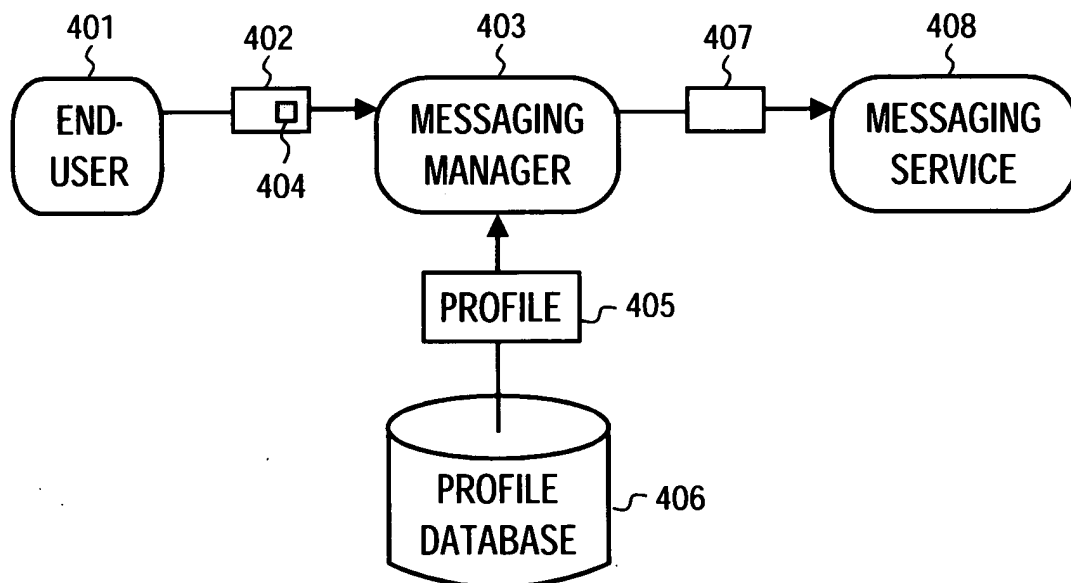 401
402
403
407
408
END-
USER
MESSAGING
MANAGER
MESSAGING
SERVICE
404
PROFILE
405
PROFILE
DATABASE
406